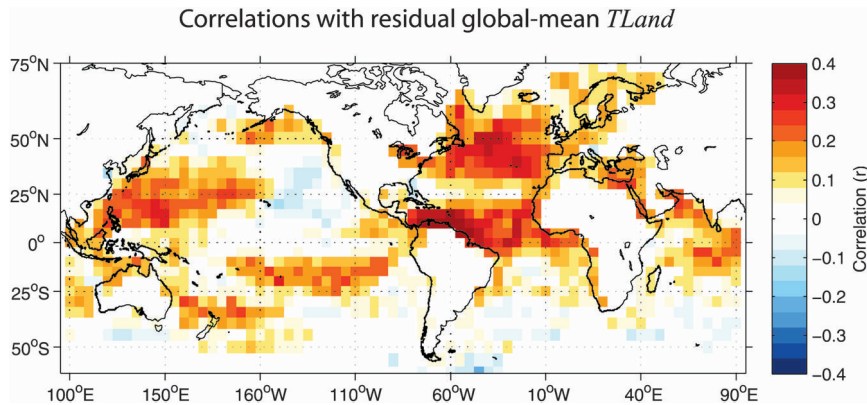 Correlations with residual global-mean TLand
75°N
50°N
25°N
0°
25°S
50°S
100°E 150°E 160°W 110°W 60°W 10°W 40°E 90°E
0.4
0.3
0.2
0.1
0
−0.1
−0.2
−0.3
−0.4
Correlation (r)